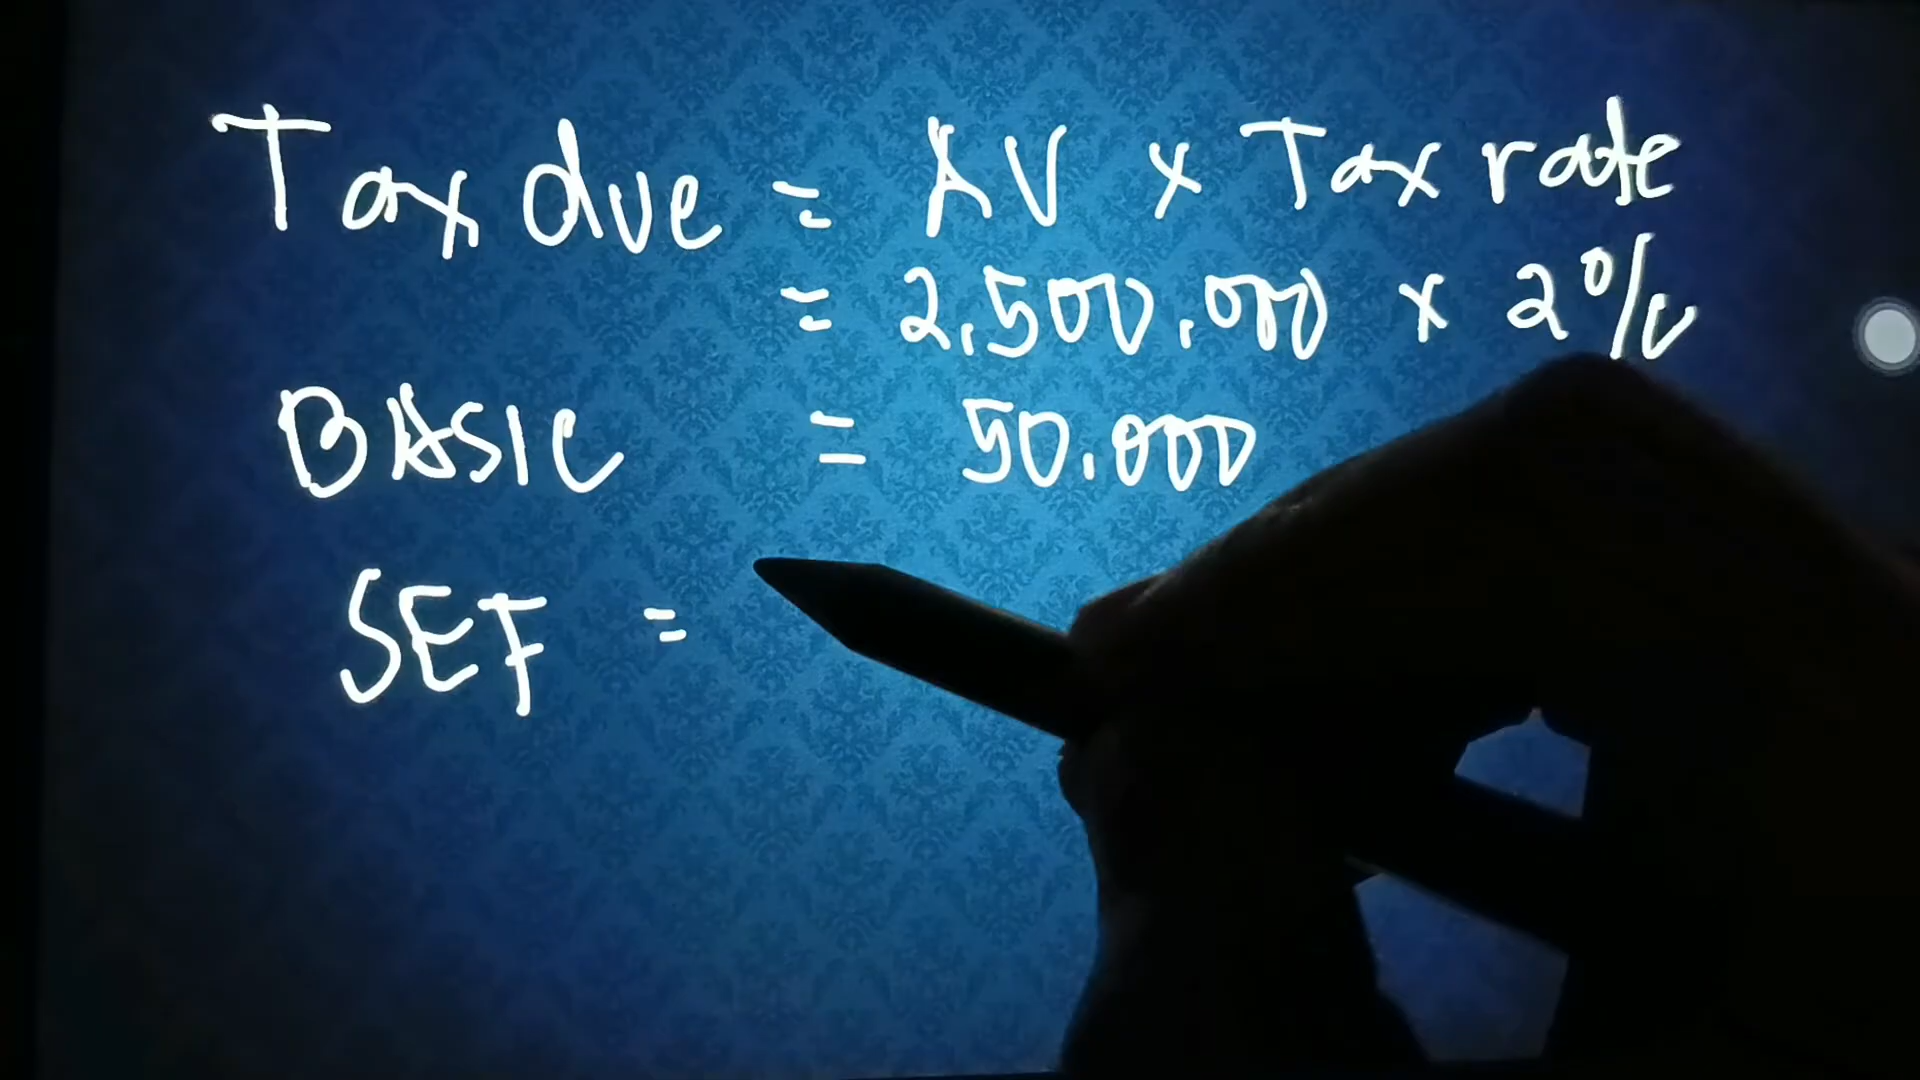 Tax due = AV x Tax rate
= 2,500,000 x 2%
BASIC = 50,000
SEF =